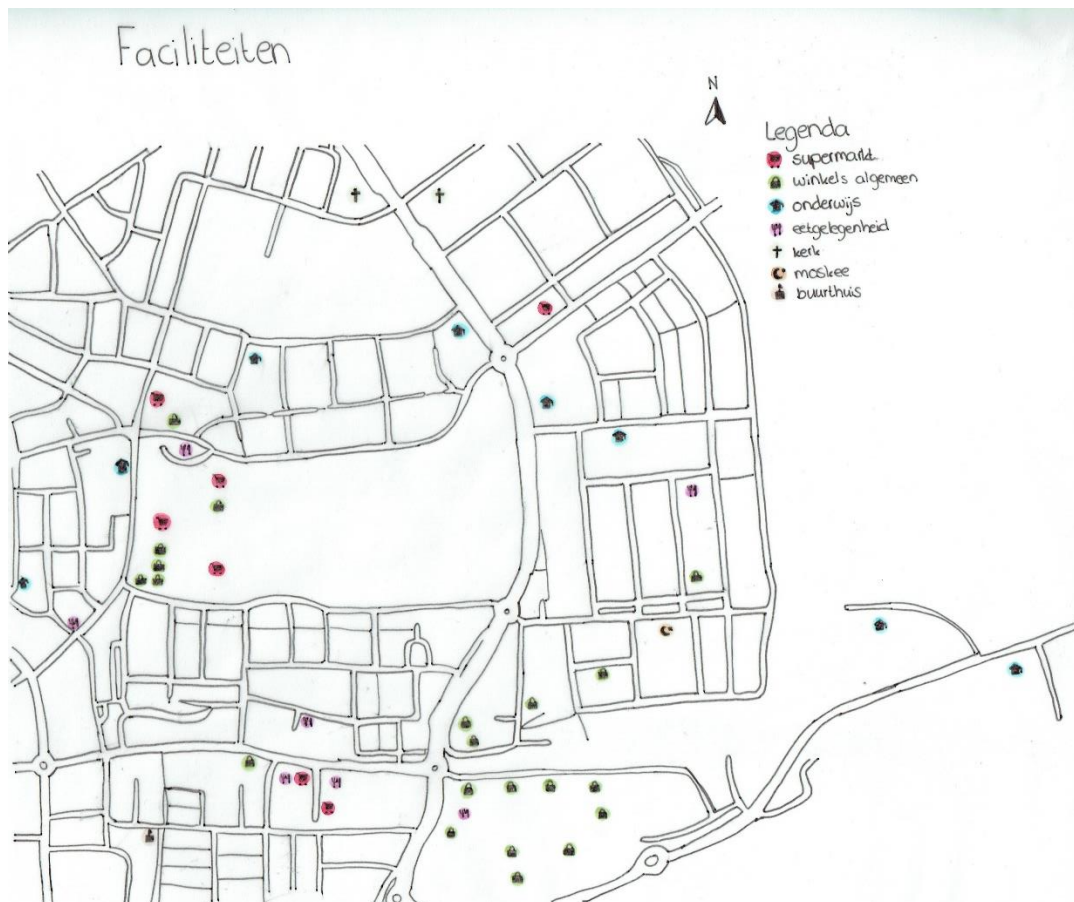 Faciliteiten
N
Legenda
supermarkt
winkels algemeen
onderwijs
eetgelegenheid
kerk
moskee
buurthuis